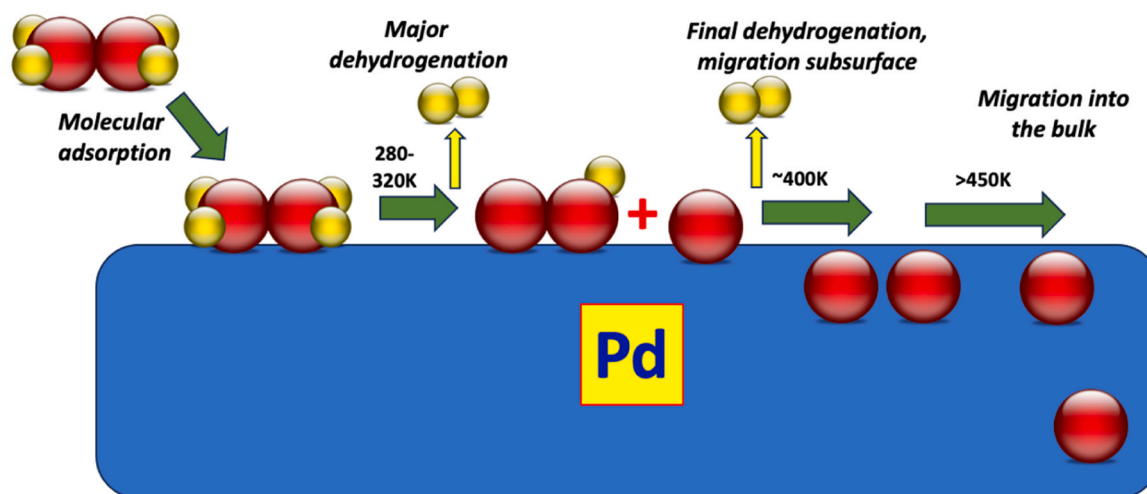 Molecular
adsorption
Major
dehydrogenation
280-
320K
+
Final dehydrogenation,
migration subsurface
~400K
Migration into
the bulk
>450K
Pd